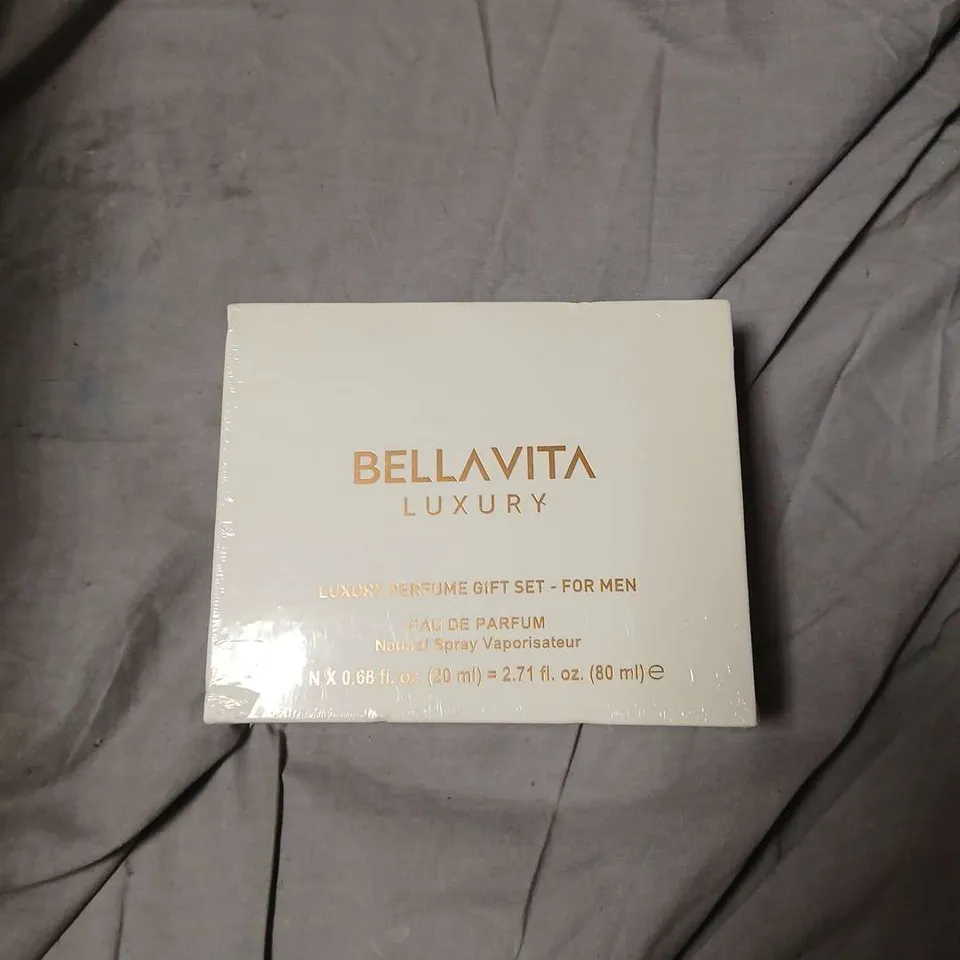 BELLAVITA
LUXURY
LUXURY PERFUME GIFT SET - FOR MEN
EAU DE PARFUM
Natural Spray Vaporisateur
N X 0.68 fl. oz. (20 ml) = 2.71 fl. oz. (80 ml) ℮